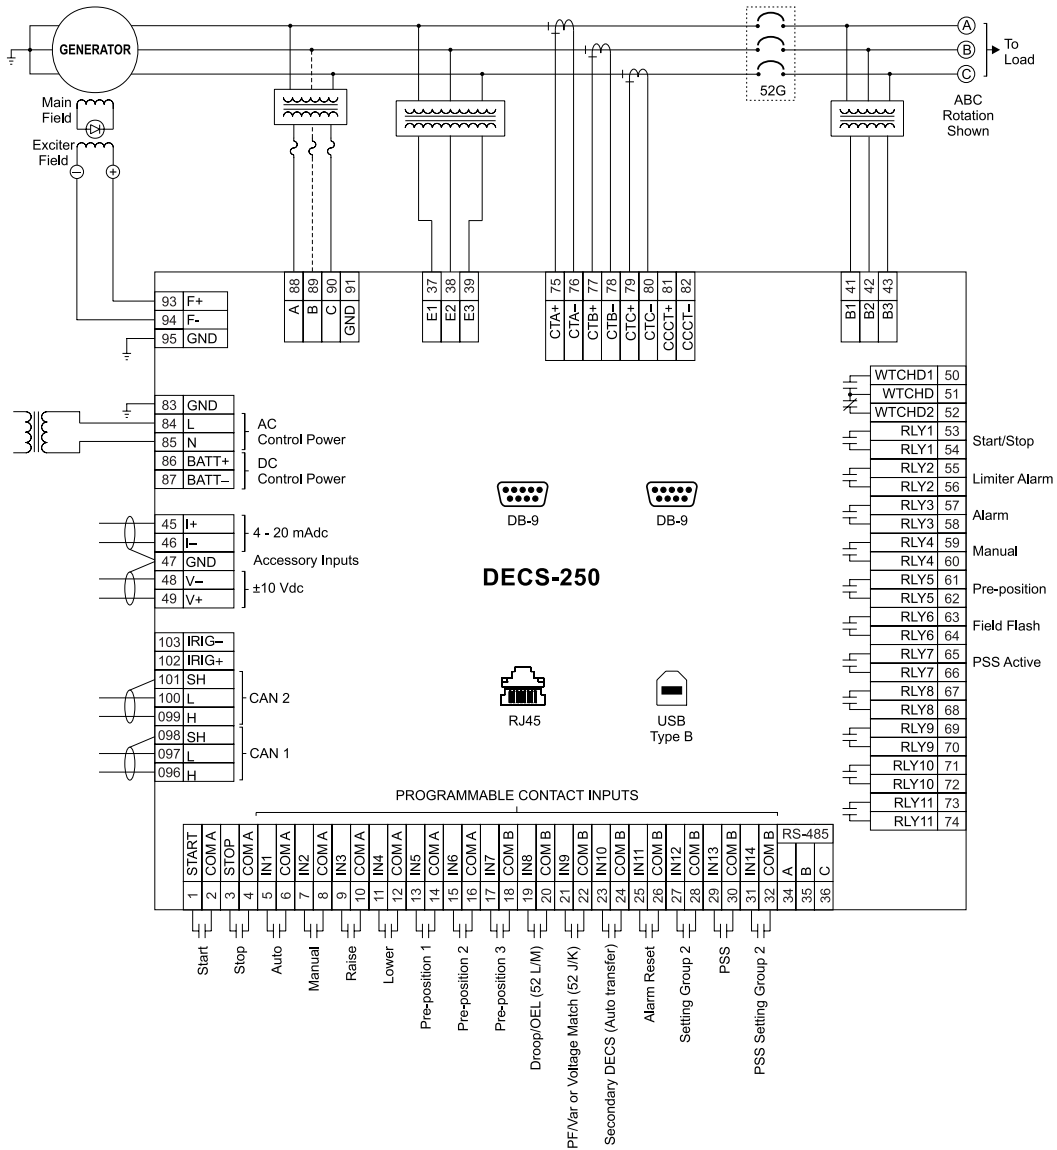 GENERATOR
A
B
C
To
Load
52G
ABC
Rotation
Shown
Main
Field
Exciter
Field
− +
88 A
89 B
90 C
91 GND
37 E1
38 E2
39 E3
75 CTA+
76 CTA–
77 CTB+
78 CTB–
79 CTC+
80 CTC–
81 CCCT+
82 CCCT–
41 B1
42 B2
43 B3
93 F+
94 F-
95 GND
83 GND
84 L
85 N
AC
Control Power
86 BATT+
87 BATT–
DC
Control Power
45 I+
46 I–
4 - 20 mAdc
47 GND
Accessory Inputs
48 V–
49 V+
±10 Vdc
103 IRIG–
102 IRIG+
101 SH
100 L
099 H
CAN 2
098 SH
097 L
096 H
CAN 1
DB-9
DB-9
DECS-250
RJ45
USB
Type B
WTCHD1 50
WTCHD 51
WTCHD2 52
RLY1 53
RLY1 54
Start/Stop
RLY2 55
RLY2 56
Limiter Alarm
RLY3 57
RLY3 58
Alarm
RLY4 59
RLY4 60
Manual
RLY5 61
RLY5 62
Pre-position
RLY6 63
RLY6 64
Field Flash
RLY7 65
RLY7 66
PSS Active
RLY8 67
RLY8 68
RLY9 69
RLY9 70
RLY10 71
RLY10 72
RLY11 73
RLY11 74
PROGRAMMABLE CONTACT INPUTS
RS-485
START 1
COM A 2
STOP 3
COM A 4
IN1 5
COM A 6
IN2 7
COM A 8
IN3 9
COM A 10
IN4 11
COM A 12
IN5 13
COM A 14
IN6 15
COM A 16
IN7 17
COM B 18
IN8 19
COM B 20
IN9 21
COM B 22
IN10 23
COM B 24
IN11 25
COM B 26
IN12 27
COM B 28
IN13 29
COM B 30
IN14 31
COM B 32
A 34
B 35
C 36
Start
Stop
Auto
Manual
Raise
Lower
Pre-position 1
Pre-position 2
Pre-position 3
Droop/OEL (52 L/M)
PF/Var or Voltage Match (52 J/K)
Secondary DECS (Auto transfer)
Alarm Reset
Setting Group 2
PSS
PSS Setting Group 2